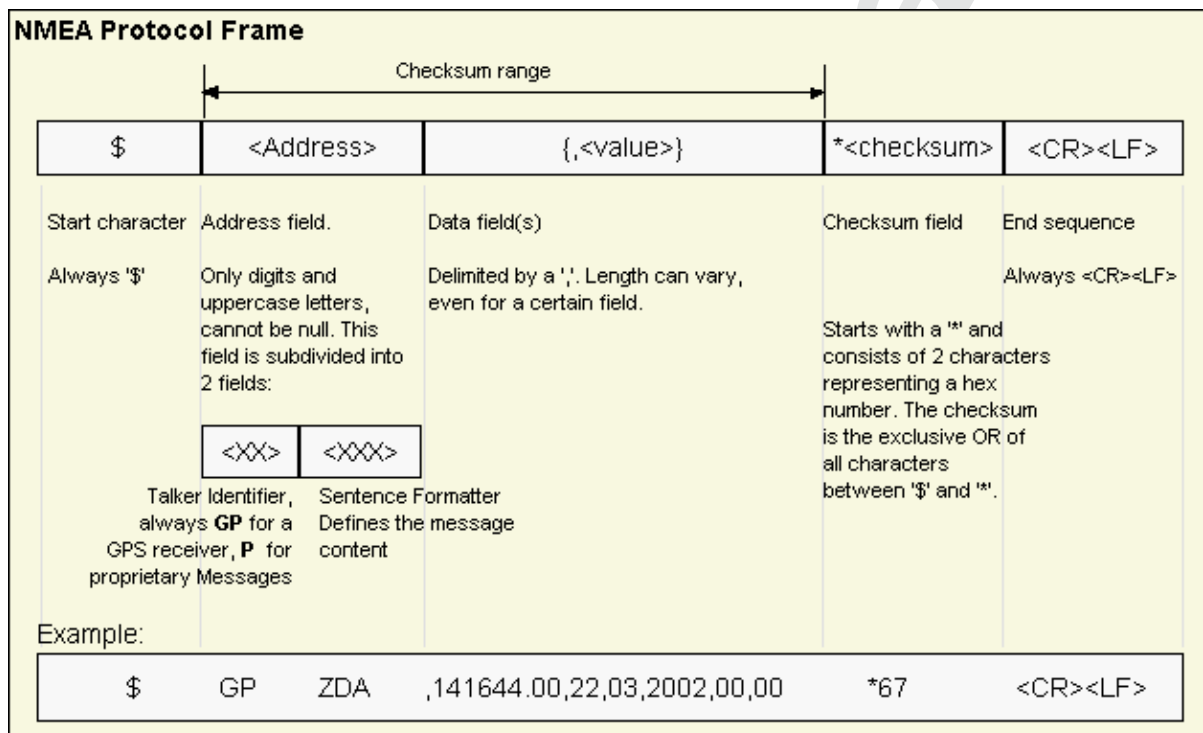 NMEA Protocol Frame
Checksum range
$ <Address> {,<value>} *<checksum> <CR><LF>
Start character
Always '$'
Address field.
Only digits and
uppercase letters,
cannot be null. This
field is subdivided into
2 fields:
<XX> <XXX>
Talker Identifier,
always GP for a
GPS receiver, P for
proprietary Messages
Sentence Formatter
Defines the message
content
Data field(s)
Delimited by a ','. Length can vary,
even for a certain field.
Checksum field
Starts with a '*' and
consists of 2 characters
representing a hex
number. The checksum
is the exclusive OR of
all characters
between '$' and '*'.
End sequence
Always <CR><LF>
Example:
$ GP ZDA ,141644.00,22,03,2002,00,00 *67 <CR><LF>